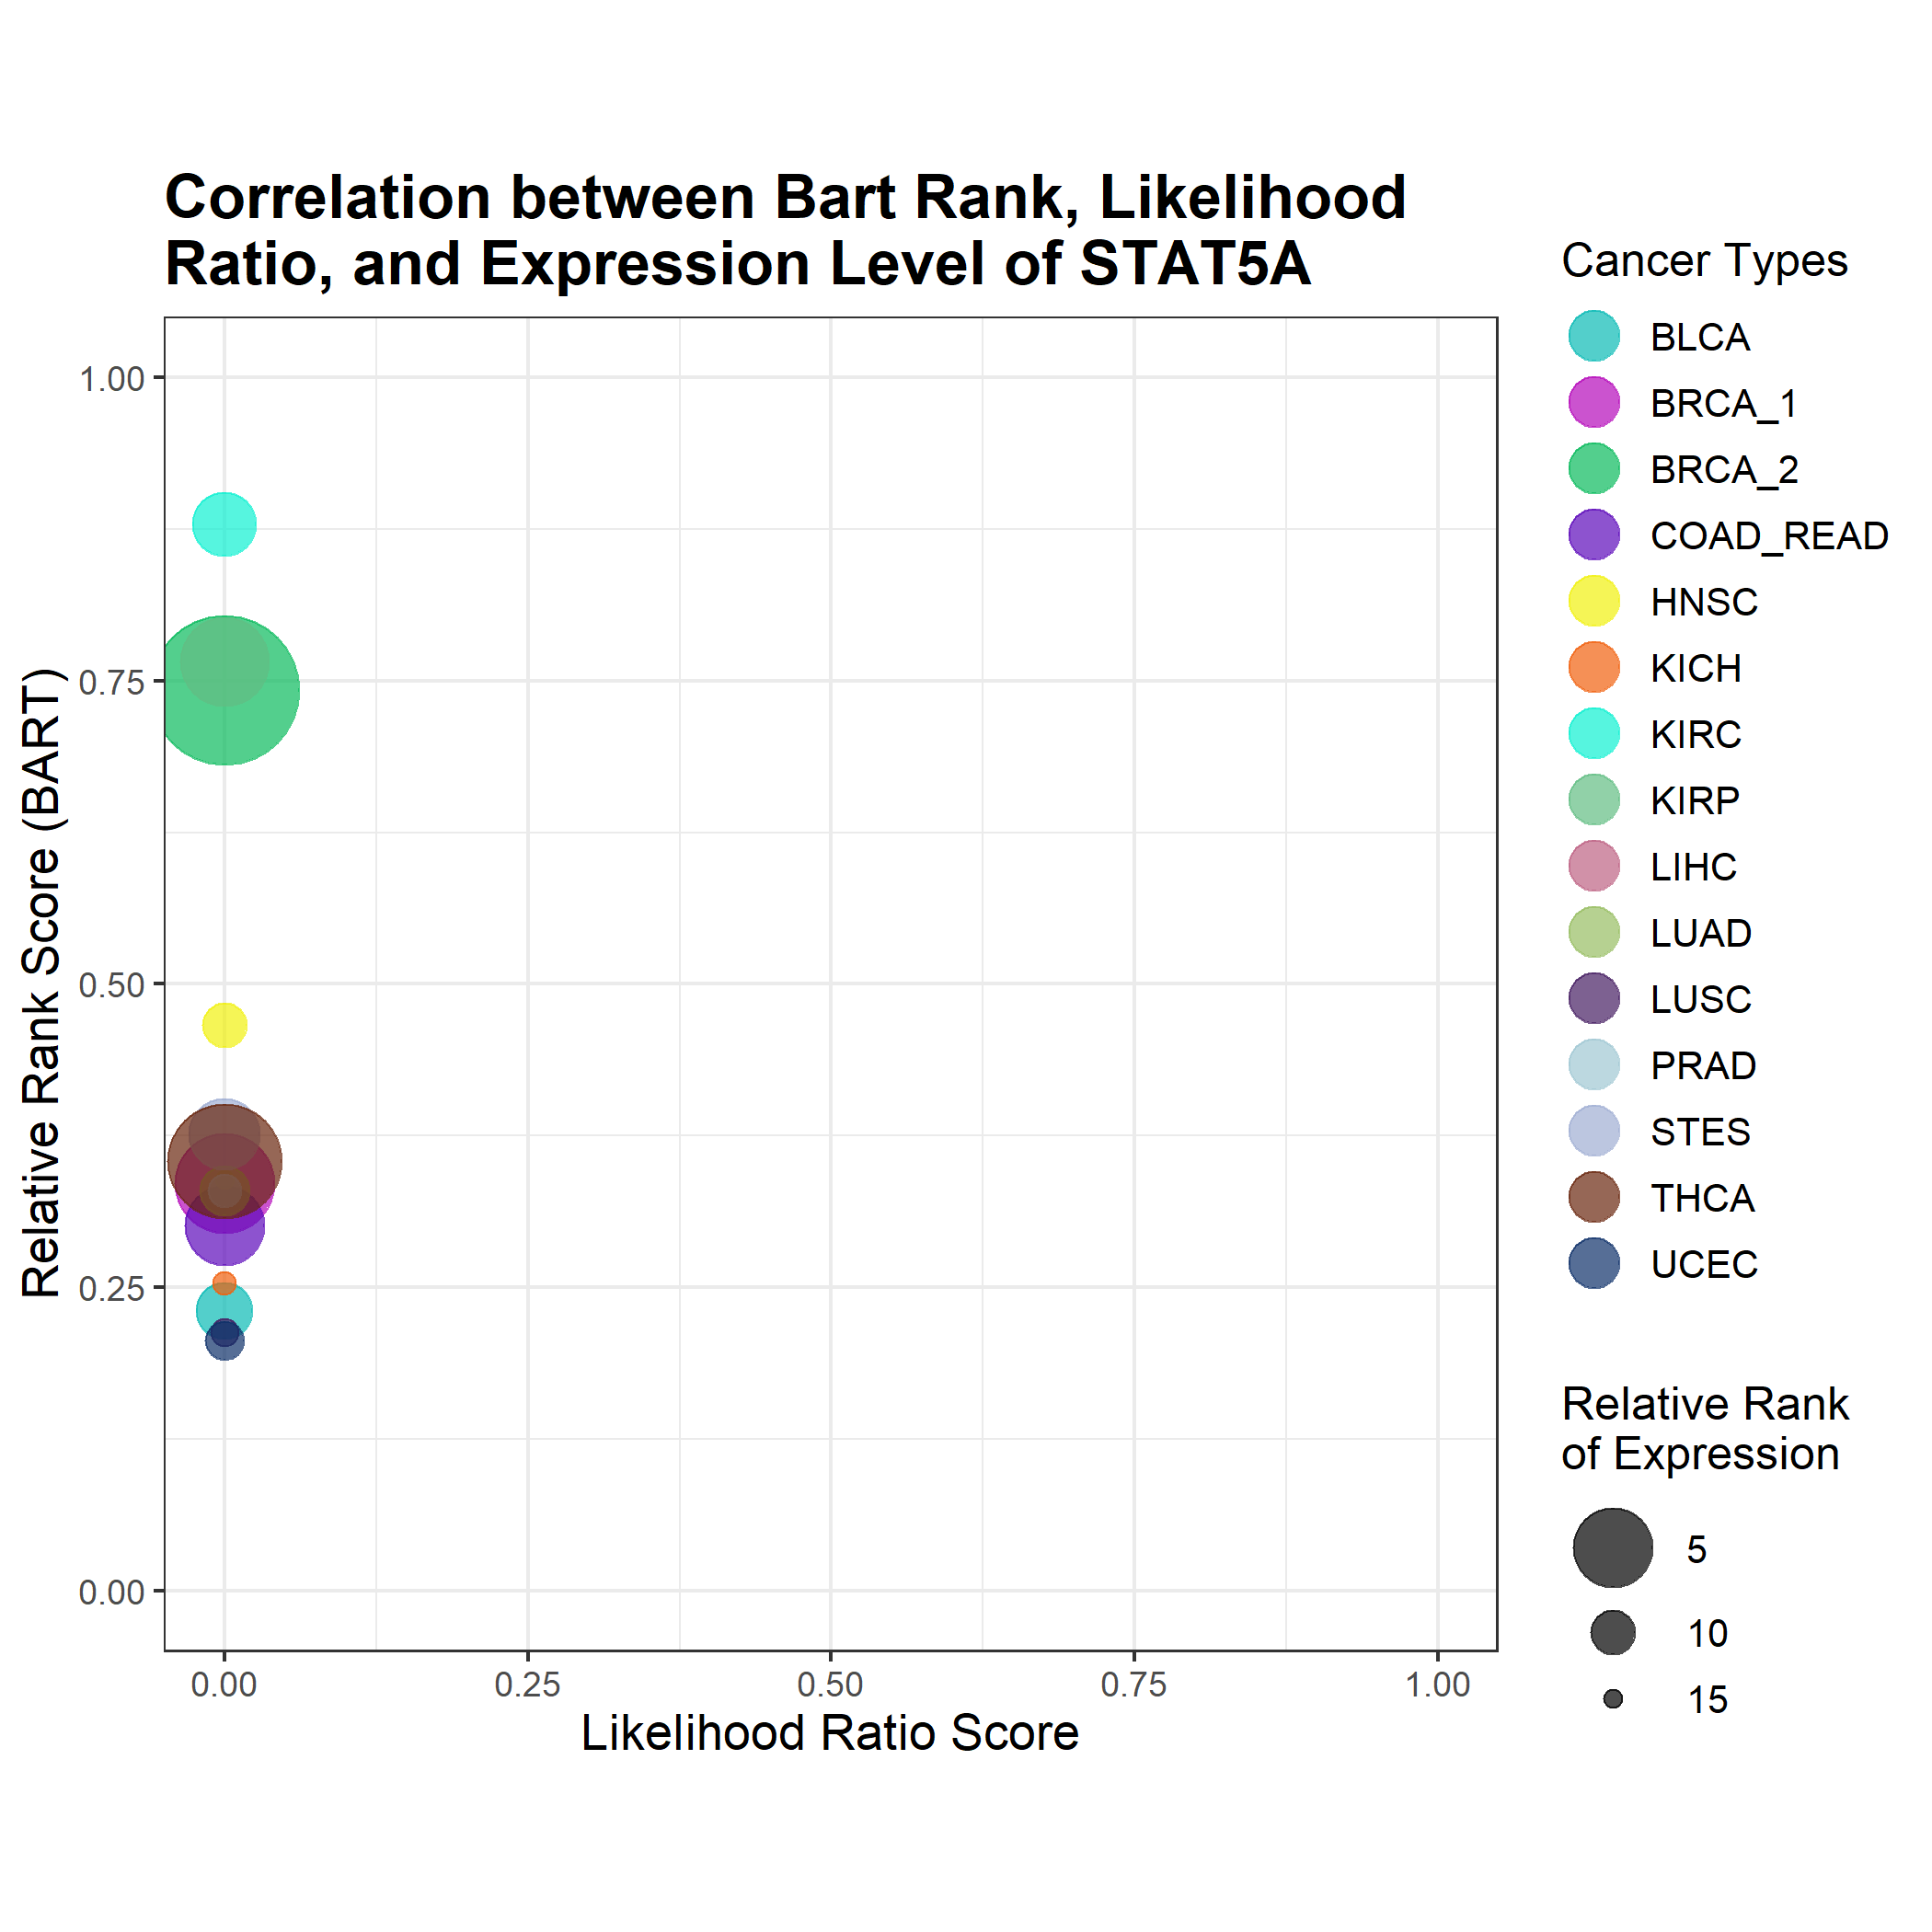 Correlation between Bart Rank, Likelihood
Ratio, and Expression Level of STAT5A
Relative Rank Score (BART)
1.00
0.75
0.50
0.25
0.00
0.00
0.25
0.50
0.75
1.00
Likelihood Ratio Score
Cancer Types
BLCA
BRCA_1
BRCA_2
COAD_READ
HNSC
KICH
KIRC
KIRP
LIHC
LUAD
LUSC
PRAD
STES
THCA
UCEC
Relative Rank
of Expression
5
10
15